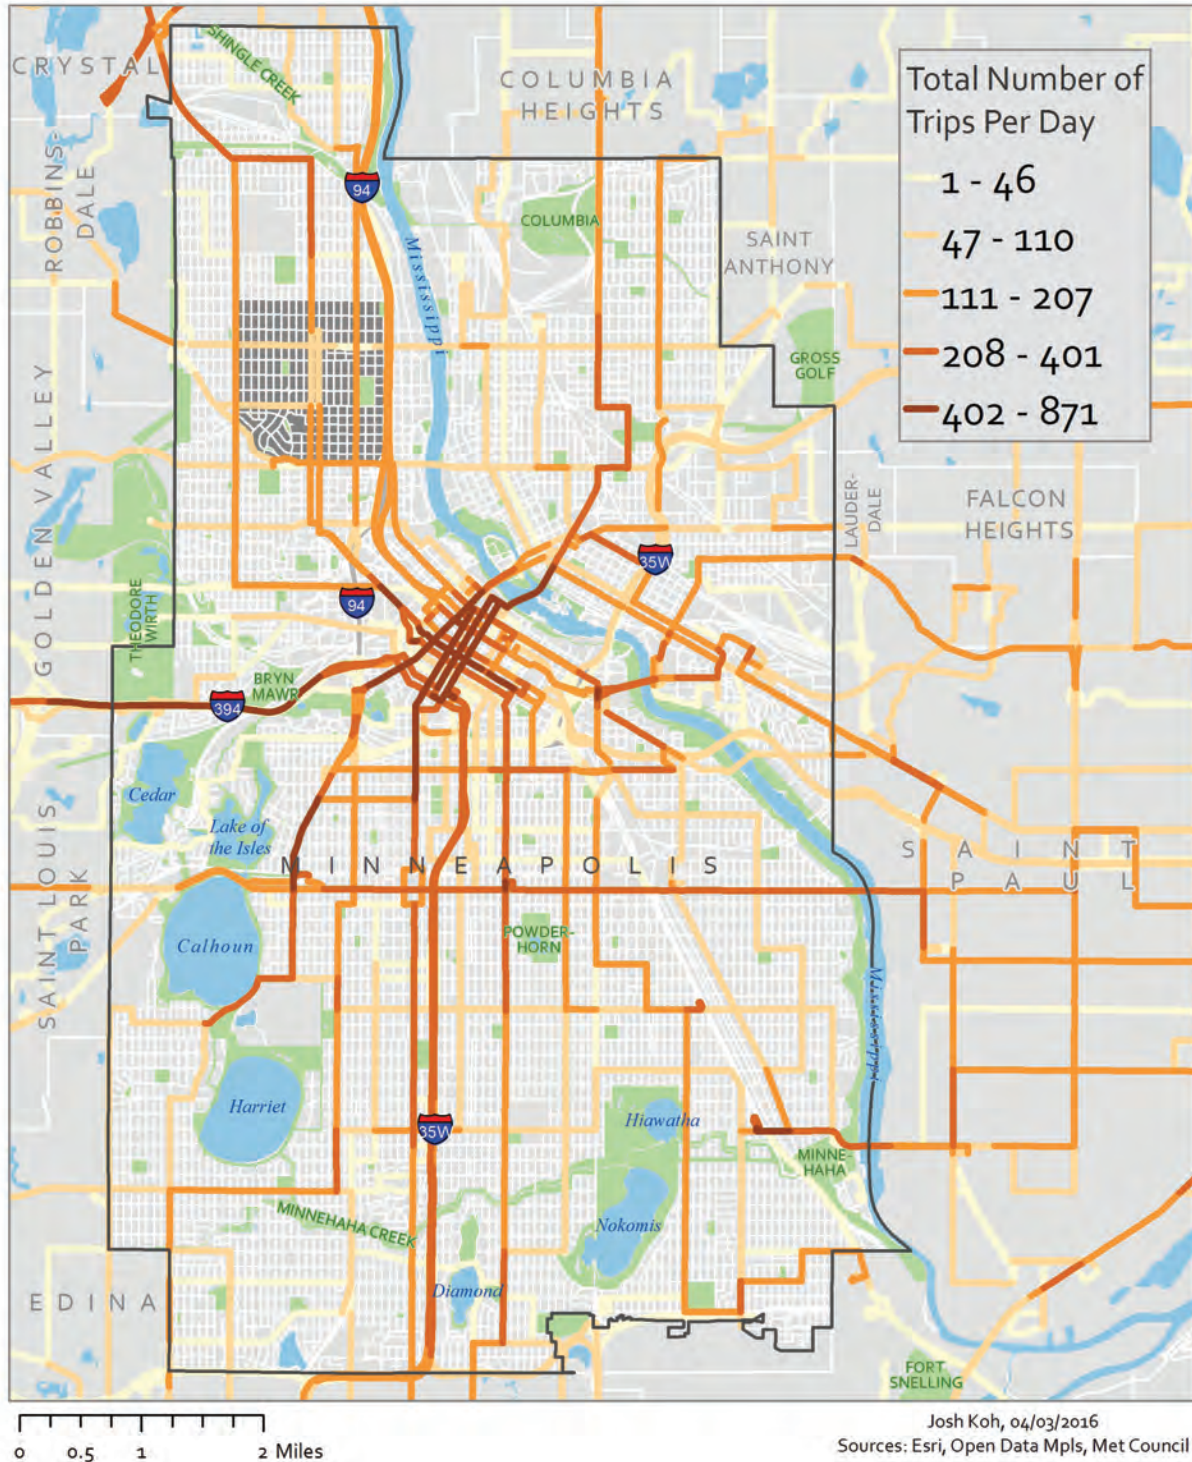 CRYSTAL
SHINGLE CREEK
COLUMBIA
HEIGHTS
Total Number of
Trips Per Day
1 - 46
47 - 110
111 - 207
208 - 401
402 - 871
ROBBINS-
DALE
94
COLUMBIA
Mississippi
SAINT
ANTHONY
GROSS
GOLF
GOLDEN VALLEY
LAUDER-
DALE
FALCON
HEIGHTS
35W
94
THEODORE
WIRTH
BRYN
MAWR
394
Cedar
Lake of
the Isles
MINNEAPOLIS
SAINT
PAUL
SAINT LOUIS
PARK
Calhoun
POWDER-
HORN
Mississippi
Harriet
35W
Hiawatha
MINNE-
HAHA
MINNEHAHA CREEK
Nokomis
Diamond
EDINA
FORT
SNELLING
0 0.5 1 2 Miles
Josh Koh, 04/03/2016
Sources: Esri, Open Data Mpls, Met Council